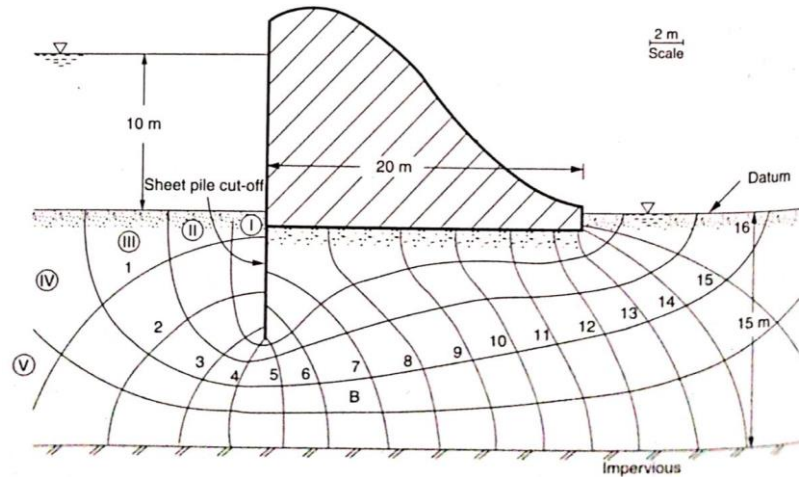 2 m
Scale
10 m
20 m
Sheet pile cut-off
Datum
I
II
III
IV
V
1
2
3
4
5
6
7
8
9
10
11
12
13
14
15
16
B
15 m
Impervious